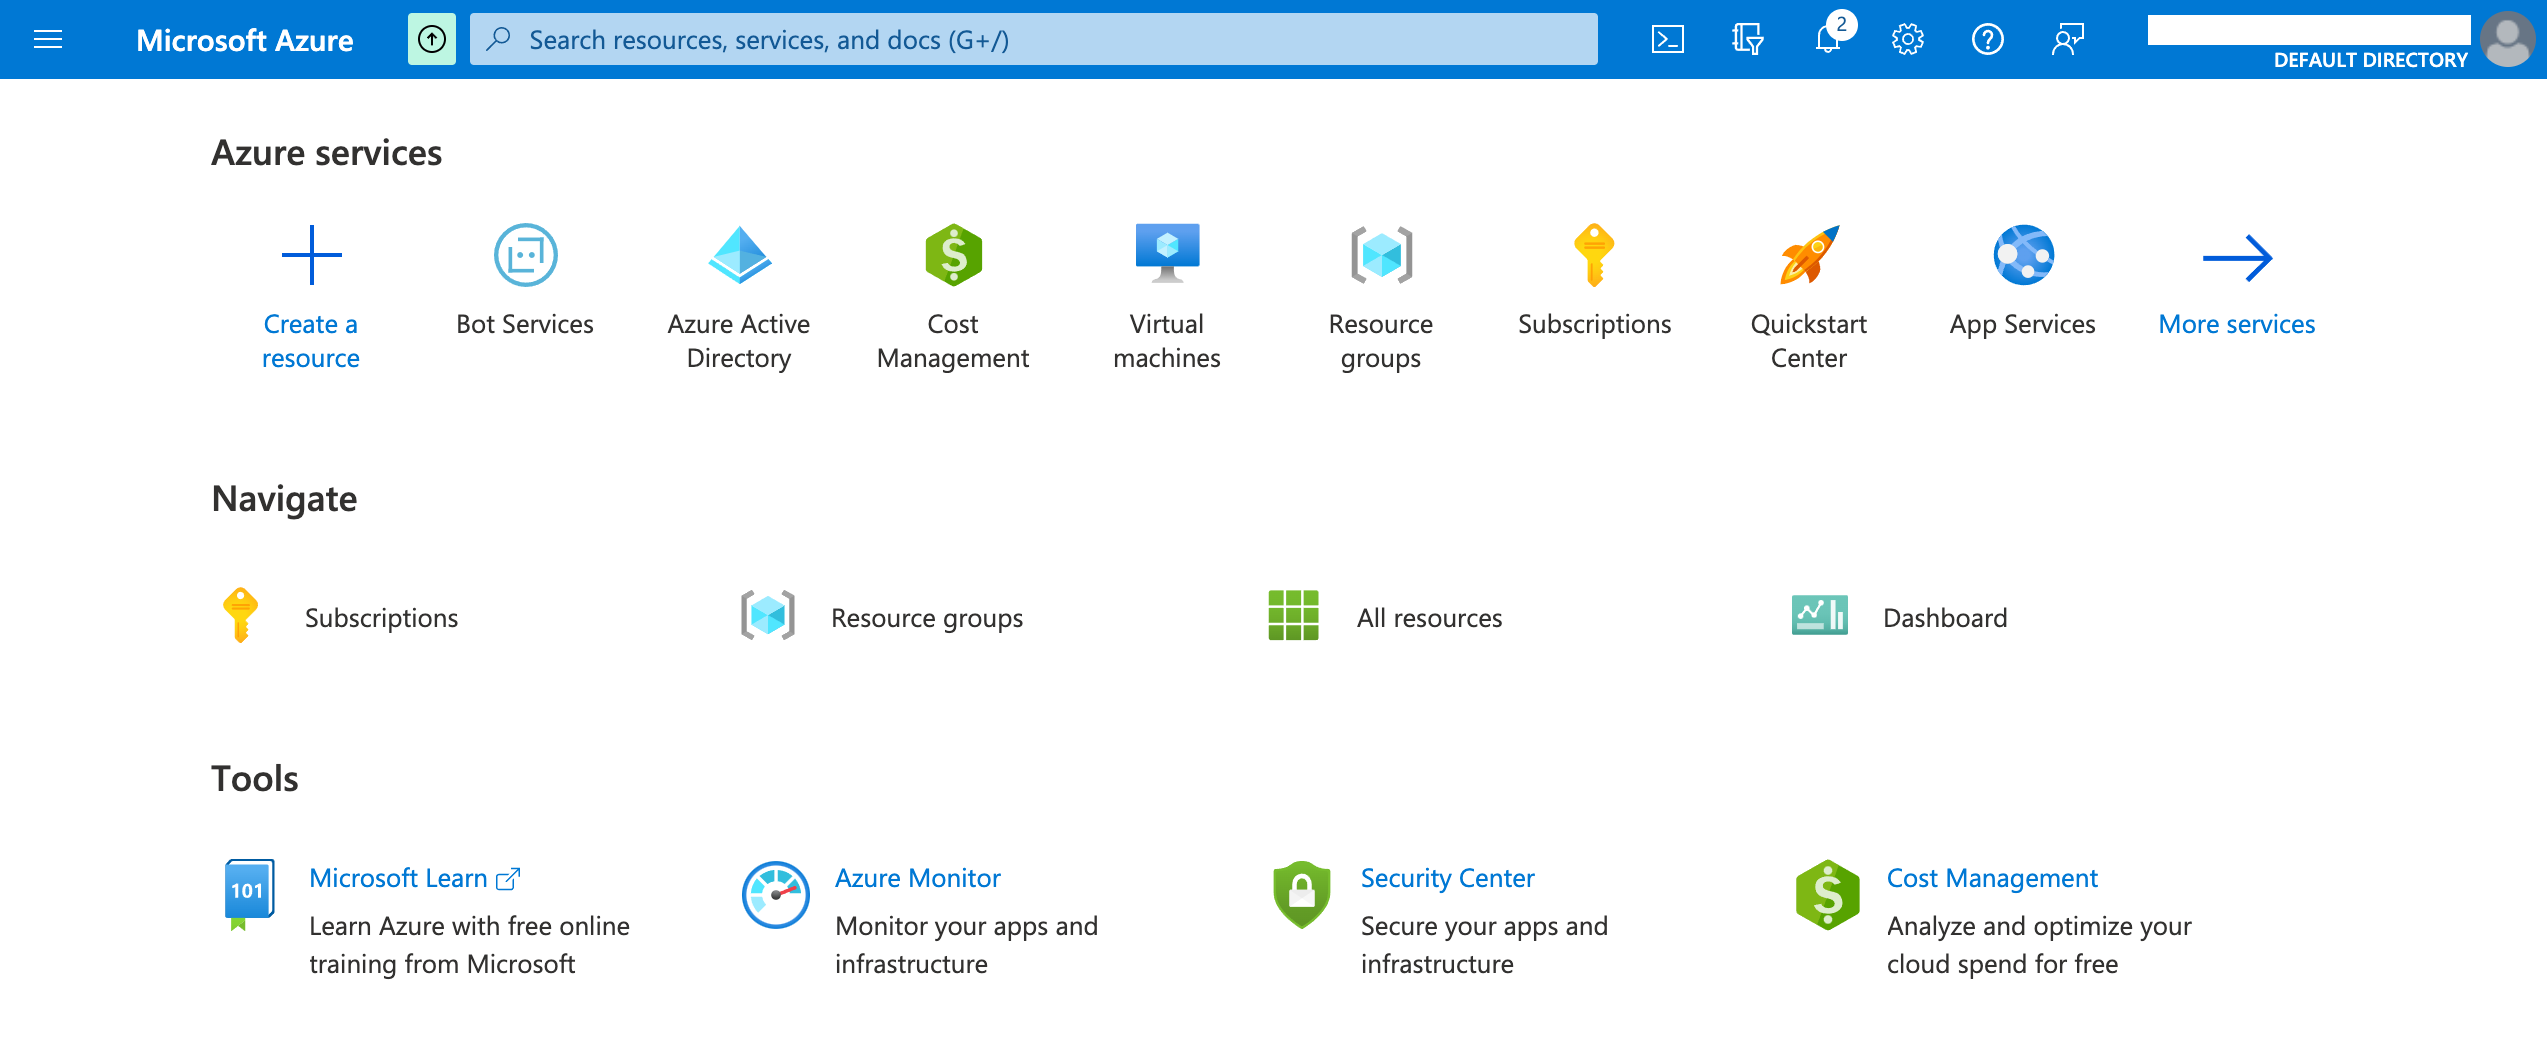 Microsoft Azure
Search resources, services, and docs (G+/)
2
DEFAULT DIRECTORY
Azure services
Create a
resource
Bot Services
Azure Active
Directory
Cost
Management
Virtual
machines
Resource
groups
Subscriptions
Quickstart
Center
App Services
More services
Navigate
Subscriptions
Resource groups
All resources
Dashboard
Tools
101
Microsoft Learn
Learn Azure with free online
training from Microsoft
Azure Monitor
Monitor your apps and
infrastructure
Security Center
Secure your apps and
infrastructure
Cost Management
Analyze and optimize your
cloud spend for free